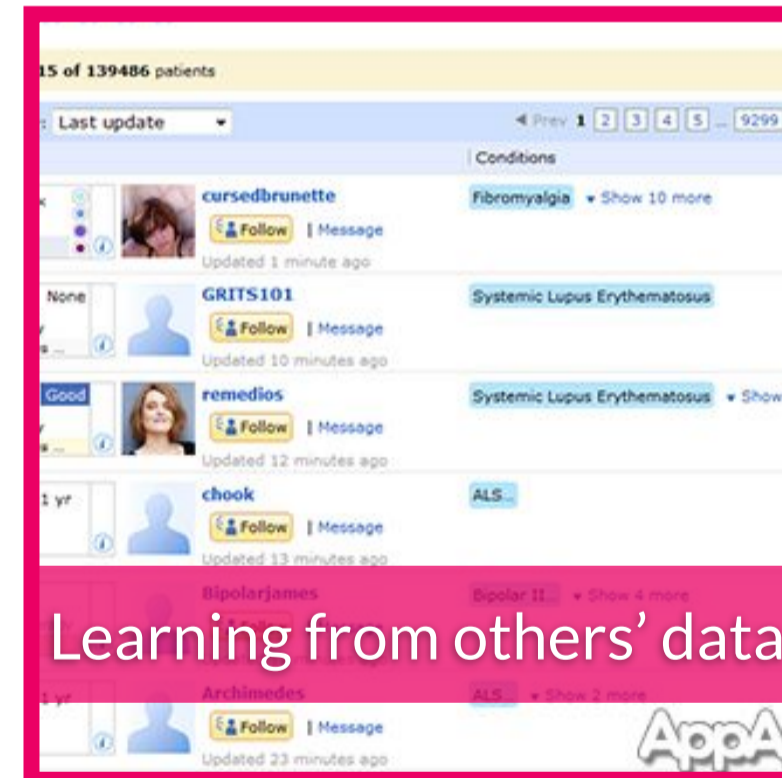 15 of 139486 patients
: Last update
Prev 1 2 3 4 5 ... 9299
Conditions
cursedbrunette
Fibromyalgia Show 10 more
Follow | Message
Updated 1 minute ago
None
GRITS101
Systemic Lupus Erythematosus
Follow | Message
Updated 10 minutes ago
Good
remedios
Systemic Lupus Erythematosus Show
Follow | Message
Updated 12 minutes ago
1 yr
chook
ALS...
Follow | Message
Updated 13 minutes ago
Bipolarjames
Bipolar II... Show 4 more
Learning from others’ data
1 yr
Archimedes
ALS... Show 2 more
Follow | Message
Updated 23 minutes ago
AppA